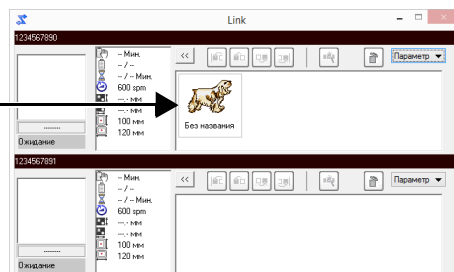 Link
1234567890
-- Мин.
-- / --
-- / -- Мин.
600 spm
---.- мм
---.- мм
100 мм
120 мм
<<
Параметр
Без названия
--------
Ожидание
1234567891
-- Мин.
-- / --
-- / -- Мин.
600 spm
---.- мм
---.- мм
100 мм
120 мм
<<
Параметр
--------
Ожидание